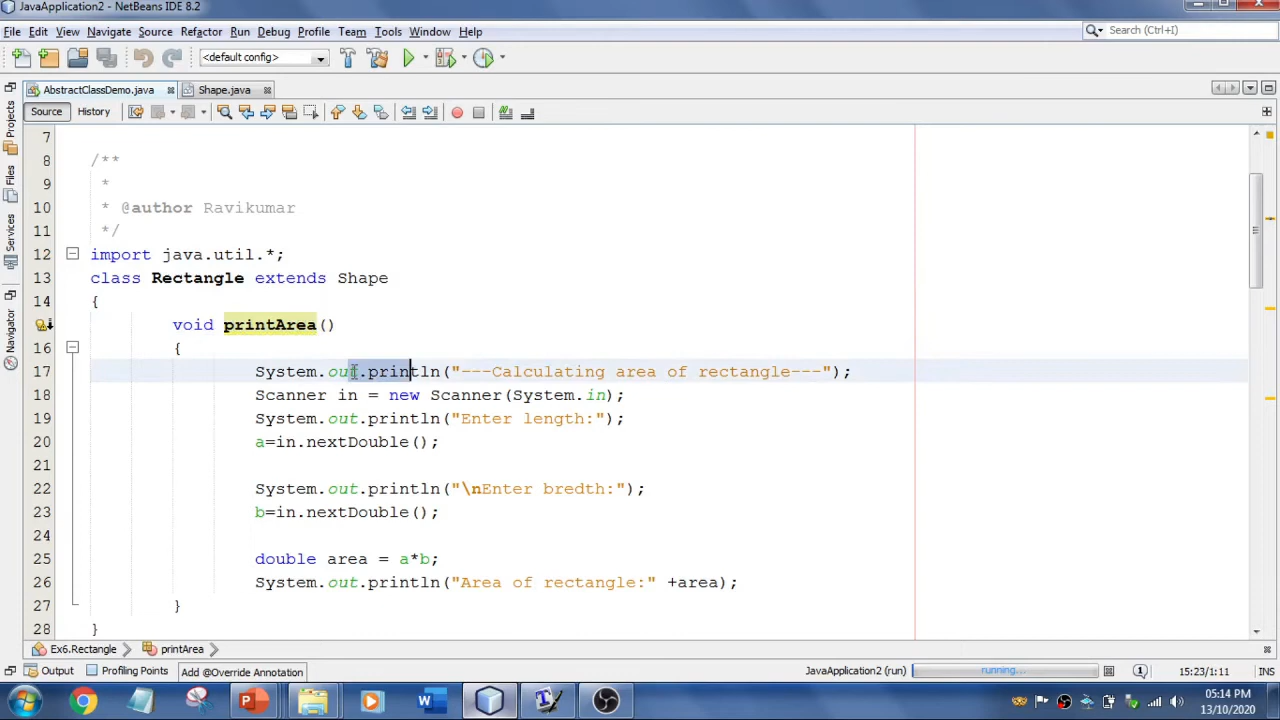 JavaApplication2 - NetBeans IDE 8.2
File Edit View Navigate Source Refactor Run Debug Profile Team Tools Window Help
Search (Ctrl+I)
<default config>
AbstractClassDemo.java Shape.java
Source History
Projects
Files
Services
Navigator
7
8 /**
9 *
10 * @author Ravikumar
11 */
12 import java.util.*;
13 class Rectangle extends Shape
14 {
void printArea()
16 {
17 System.out.println("---Calculating area of rectangle---");
18 Scanner in = new Scanner(System.in);
19 System.out.println("Enter length:");
20 a=in.nextDouble();
21
22 System.out.println("\nEnter bredth:");
23 b=in.nextDouble();
24
25 double area = a*b;
26 System.out.println("Area of rectangle:" +area);
27 }
28 }
Ex6.Rectangle printArea
Output Profiling Points Add @Override Annotation JavaApplication2 (run) running... 15:23/1:11 INS
05:14 PM
13/10/2020